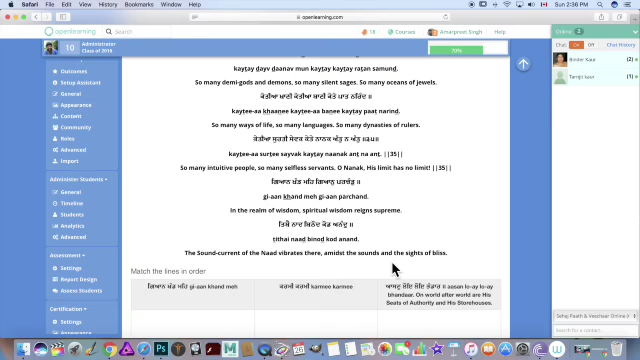 Safari File Edit View History Bookmarks Window Help
Sun 2:36 PM
openlearning.com
openlearning
Search
18
Courses
Amarpreet Singh
Online 2
Administrator
Class of 2016
10
70%
Chat: On Off Chat History
Binder Kaur (2)
Tarnjit kaur (1)
Outcomes
Setup Assistant
General
Appearance
Content
Community
Roles
Advanced
Import
Administer Students
General
Timeline
Students
Analytics
Advanced
Assessment
Settings
Report Design
Assess Students
Certification
Settings
Appearance
kaytay dayv daanav mun kaytay kaytay ratan samund.
So many demi-gods and demons, so many silent sages. So many oceans of jewels.
ਕੇਤੀਆ ਖਾਣੀ ਕੇਤੀਆ ਬਾਣੀ ਕੇਤੇ ਪਾਤ ਨਰਿੰਦ ॥
kaytee-aa khaanee kaytee-aa banee kaytay paat narind.
So many ways of life, so many languages. So many dynasties of rulers.
ਕੇਤੀਆ ਸੁਰਤੀ ਸੇਵਕ ਕੇਤੇ ਨਾਨਕ ਅੰਤੁ ਨ ਅੰਤੁ ॥੩੫॥
kaytee-aa surtee sayvak kaytay naanak ant na ant. ||35||
So many intuitive people, so many selfless servants. O Nanak, His limit has no limit! ||35||
ਗਿਆਨ ਖੰਡ ਮਹਿ ਗਿਆਨੁ ਪਰਚੰਡੁ ॥
gi-aan khand meh gi-aan parchand.
In the realm of wisdom, spiritual wisdom reigns supreme.
ਤਿਥੈ ਨਾਦ ਬਿਨੋਦ ਕੋਡ ਅਨੰਦੁ ॥
tithai naad binod kod anand.
The Sound-current of the Naad vibrates there, amidst the sounds and the sights of bliss.
Match the lines in order
ਗਿਆਨ ਖੰਡ ਮਹਿ gi-aan khand meh
ਕਰਮੀ ਕਰਮੀ karmee karmee
ਆਸਣੁ ਲੋਇ ਲੋਇ ਭੰਡਾਰ ॥ aasan lo-ay lo-ay
bhandaar. On world after world are His
Seats of Authority and His Storehouses.
Sehaj Paath & Veechaar Online
Search for a contact